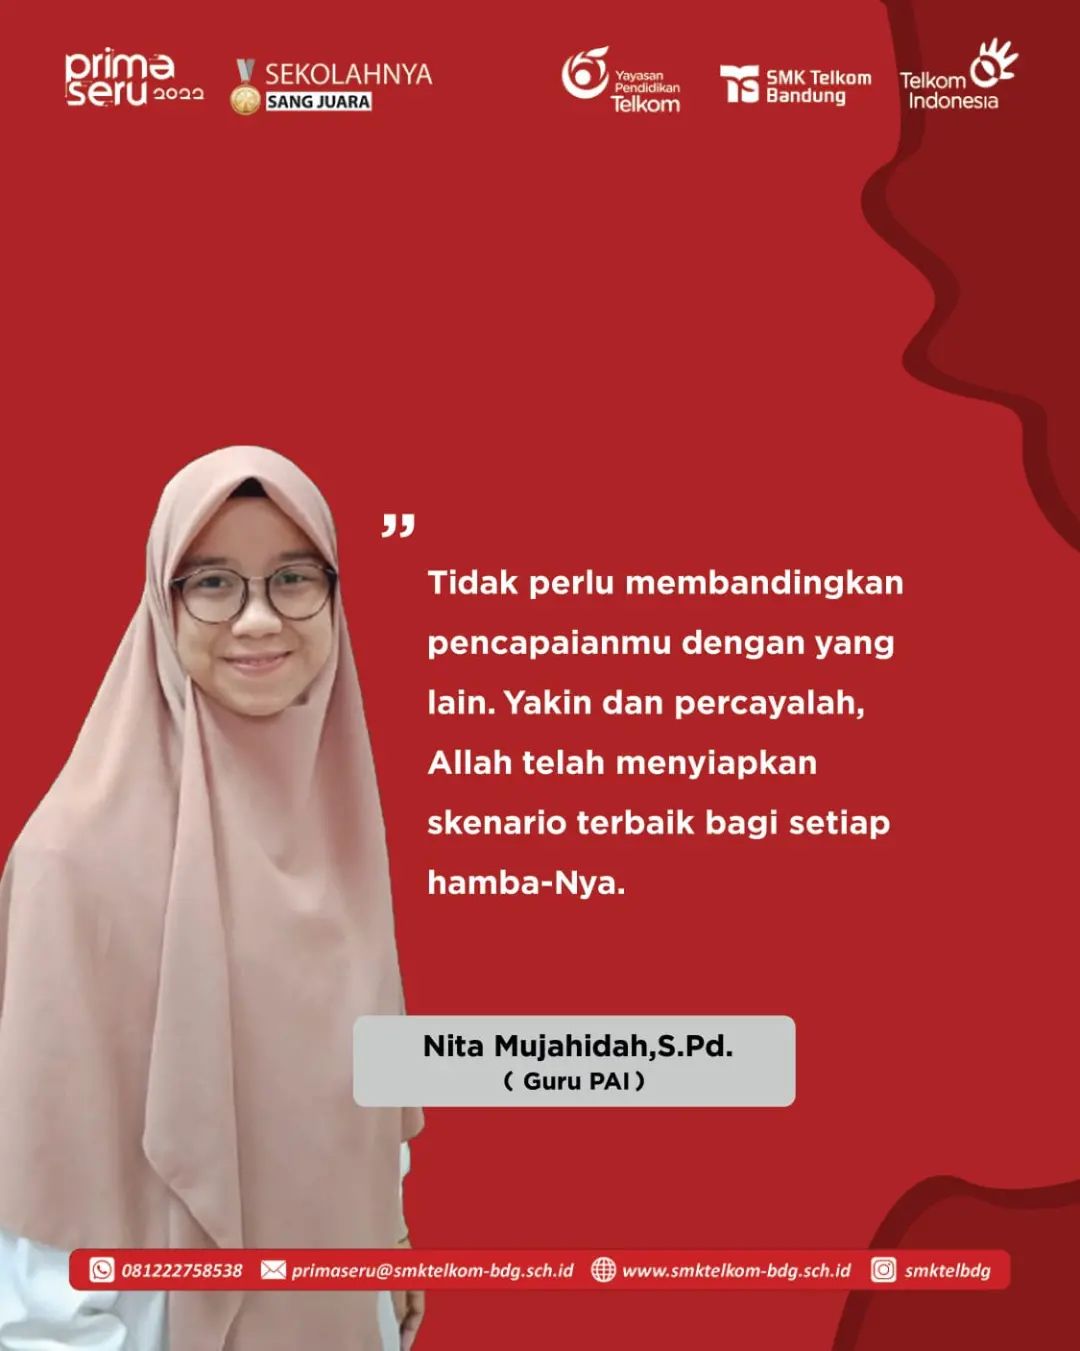 prima
seru 2022
SEKOLAHNYA
SANG JUARA
Yayasan
Pendidikan
Telkom
SMK Telkom
Bandung
Telkom
Indonesia
”
Tidak perlu membandingkan
pencapaianmu dengan yang
lain. Yakin dan percayalah,
Allah telah menyiapkan
skenario terbaik bagi setiap
hamba-Nya.
Nita Mujahidah,S.Pd.
( Guru PAI )
081222758538 primaseru@smktelkom-bdg.sch.id www.smktelkom-bdg.sch.id smktelbdg